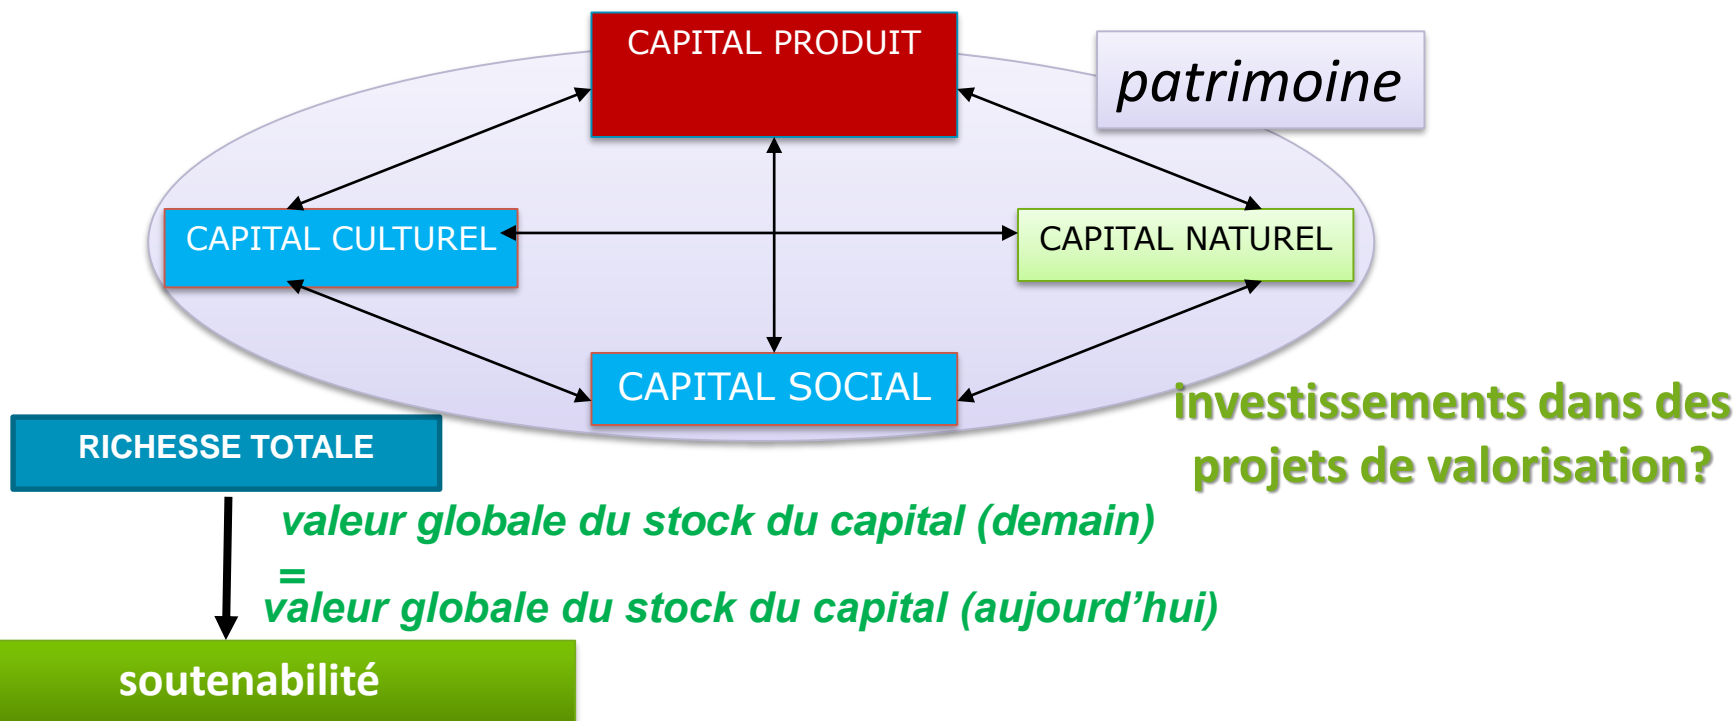 CAPITAL PRODUIT
patrimoine
CAPITAL CULTUREL
CAPITAL NATUREL
CAPITAL SOCIAL
investissements dans des
projets de valorisation?
RICHESSE TOTALE
valeur globale du stock du capital (demain)
=
valeur globale du stock du capital (aujourd’hui)
soutenabilité